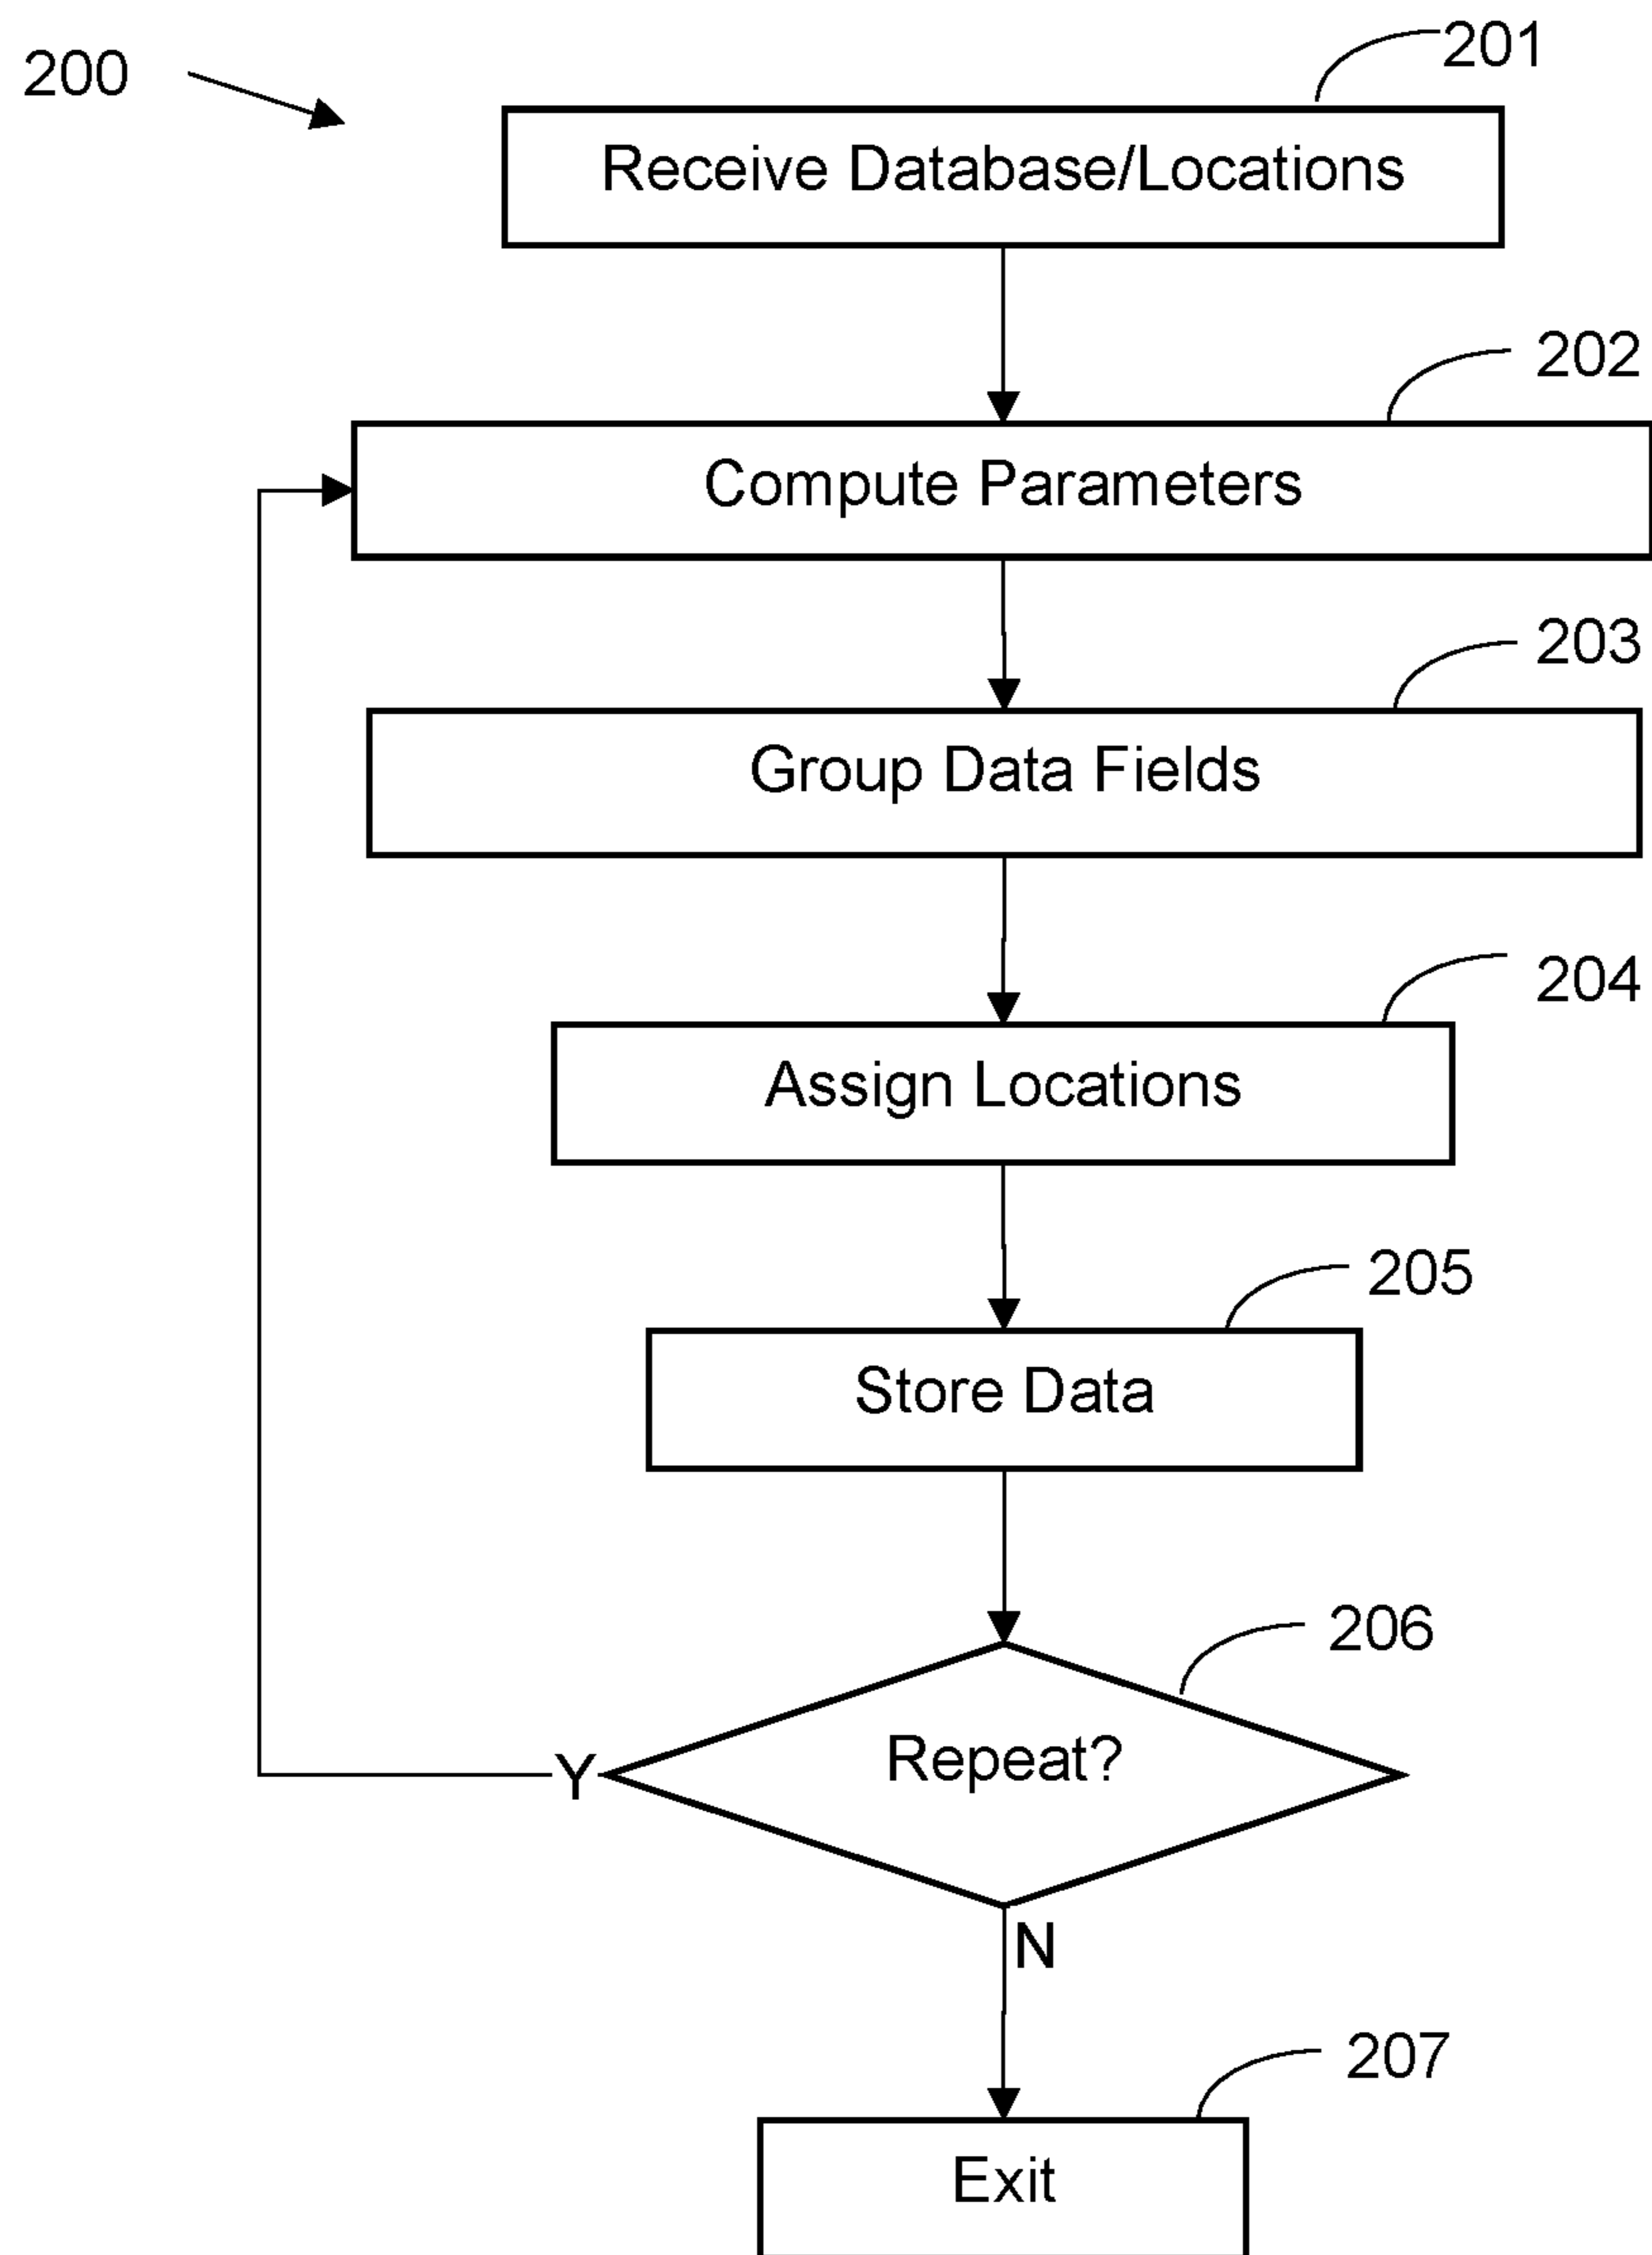 200
201
Receive Database/Locations
202
Compute Parameters
203
Group Data Fields
204
Assign Locations
205
Store Data
206
Repeat?
Y
N
207
Exit